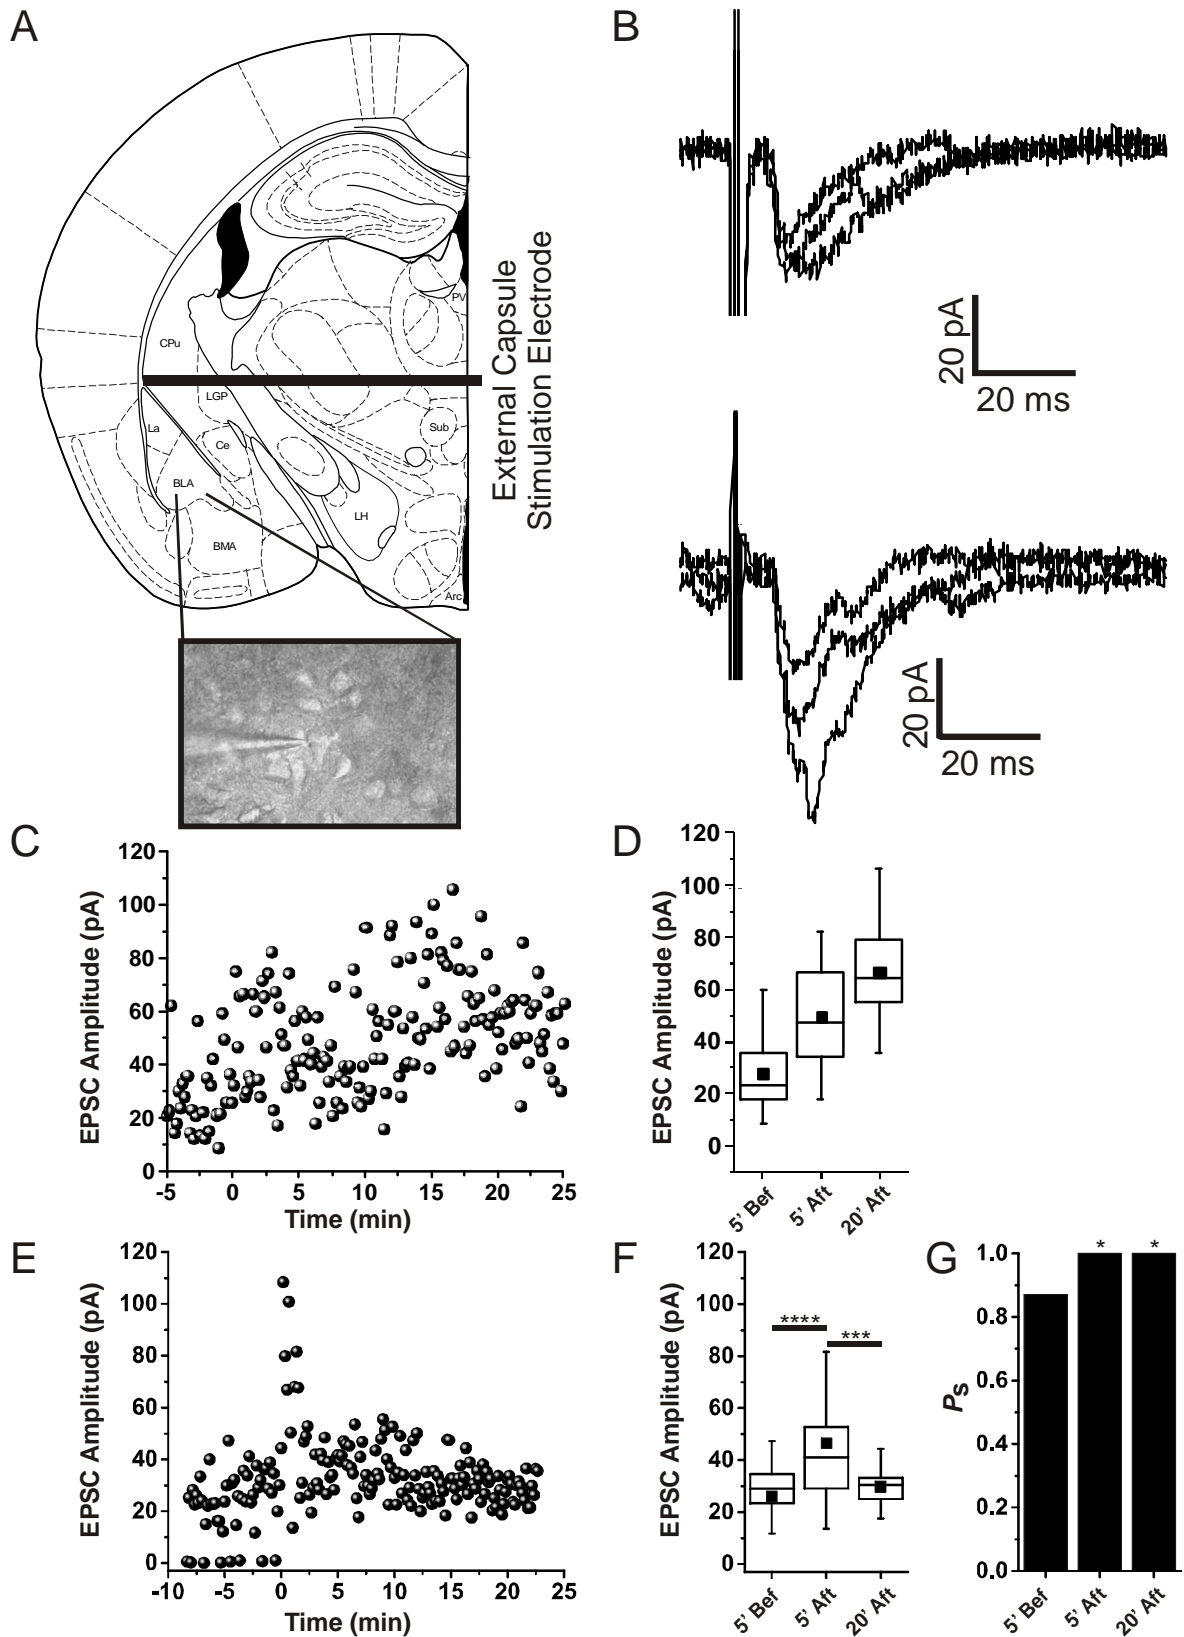 A
B
CPu
PV
LGP
La
Ce
Sub
BLA
LH
BMA
Arc
External Capsule
Stimulation Electrode
20 pA
20 ms
20 pA
20 ms
C
EPSC Amplitude (pA)
120
100
80
60
40
20
0
-5 0 5 10 15 20 25
Time (min)
D
EPSC Amplitude (pA)
120
100
80
60
40
20
0
5' Bef 5' Aft 20' Aft
E
EPSC Amplitude (pA)
120
100
80
60
40
20
0
-10 -5 0 5 10 15 20 25
Time (min)
F
EPSC Amplitude (pA)
120
100
80
60
40
20
0
**** ***
5' Bef 5' Aft 20' Aft
G
Ps
* *
1.0
0.8
0.6
0.4
0.2
0.0
5' Bef 5' Aft 20' Aft